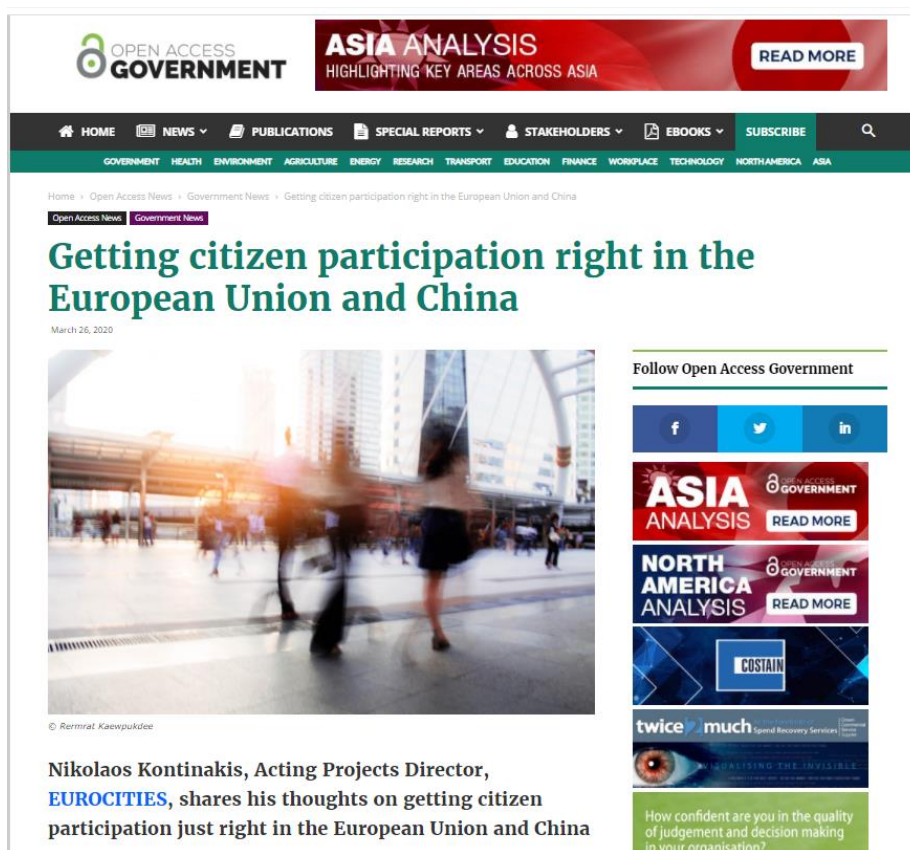 OPEN ACCESS
GOVERNMENT
ASIA ANALYSIS
HIGHLIGHTING KEY AREAS ACROSS ASIA
READ MORE
HOME NEWS PUBLICATIONS SPECIAL REPORTS STAKEHOLDERS EBOOKS SUBSCRIBE
GOVERNMENT HEALTH ENVIRONMENT AGRICULTURE ENERGY RESEARCH TRANSPORT EDUCATION FINANCE WORKPLACE TECHNOLOGY NORTH AMERICA ASIA
Home › Open Access News › Government News › Getting citizen participation right in the European Union and China
Open Access News Government News
Getting citizen participation right in the
European Union and China
March 26, 2020
© Rermrat Kaewpukdee
Nikolaos Kontinakis, Acting Projects Director,
EUROCITIES, shares his thoughts on getting citizen
participation just right in the European Union and China
Follow Open Access Government
f in
ASIA
ANALYSIS
OPEN ACCESS
GOVERNMENT
READ MORE
NORTH
AMERICA
ANALYSIS
OPEN ACCESS
GOVERNMENT
READ MORE
COSTAIN
twice2much
Spend Recovery Services
VISUALISING THE INVISIBLE
How confident are you in the quality
of judgement and decision making
in your organisation?